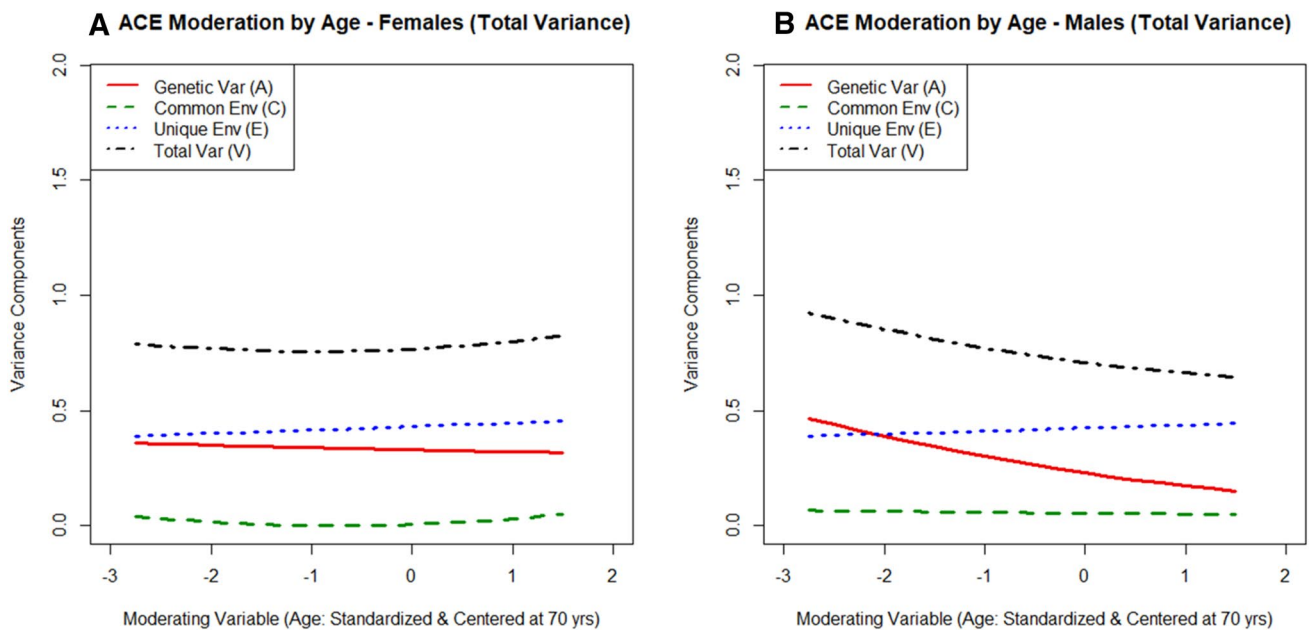 A ACE Moderation by Age - Females (Total Variance)
2.0
1.5
1.0
0.5
0.0
Variance Components
Genetic Var (A)
Common Env (C)
Unique Env (E)
Total Var (V)
-3 -2 -1 0 1 2
Moderating Variable (Age: Standardized & Centered at 70 yrs)
B ACE Moderation by Age - Males (Total Variance)
2.0
1.5
1.0
0.5
0.0
Variance Components
Genetic Var (A)
Common Env (C)
Unique Env (E)
Total Var (V)
-3 -2 -1 0 1 2
Moderating Variable (Age: Standardized & Centered at 70 yrs)